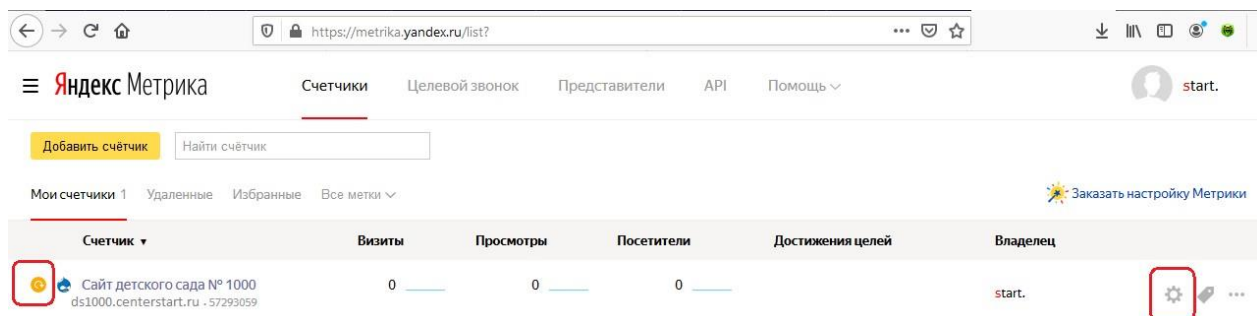 https://metrika.yandex.ru/list?
Яндекс Метрика Счетчики Целевой звонок Представители API Помощь start.
Добавить счётчик Найти счётчик
Мои счетчики 1 Удаленные Избранные Все метки Заказать настройку Метрики
Счетчик Визиты Просмотры Посетители Достижения целей Владелец
Сайт детского сада № 1000 0 0 0 start.
ds1000.centerstart.ru - 57293059